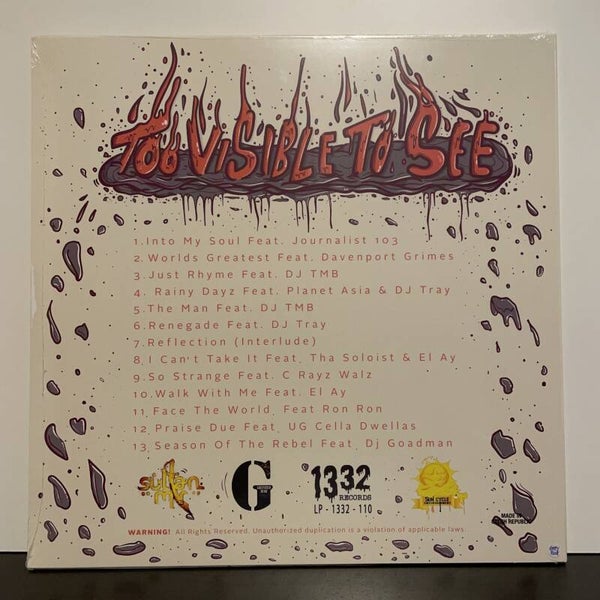 Too Visible To See
1.Into My Soul Feat. Journalist 103
2.Worlds Greatest Feat. Davenport Grimes
3.Just Rhyme Feat. DJ TMB
4. Rainy Dayz Feat. Planet Asia & DJ Tray
5.The Man Feat. DJ TMB
6.Renegade Feat. DJ Tray
7.Reflection (Interlude)
8.I Can't Take It Feat, Tha Soloist & El Ay
9.So Strange Feat. C Rayz Walz
10.Walk With Me Feat. El Ay
11,Face The World, Feat Ron Ron
12,Praise Due Feat, UG Cella Dwellas
13,Season Of The Rebel Feat. Dj Goadman
G
1332
RECORDS
LP - 1332 - 110
MADE IN
CZECH REPUBLIC
WARNING! All Rights Reserved. Unauthorized duplication is a violation of applicable laws.